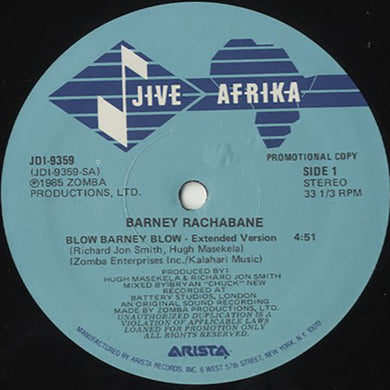 JIVE AFRIKA
JDI-9359
(JDI-9359-SA)
Ⓟ1985 ZOMBA
PRODUCTIONS, LTD.
PROMOTIONAL COPY
SIDE 1
STEREO
33 1/3 RPM
BARNEY RACHABANE
BLOW BARNEY BLOW - Extended Version 4:51
(Richard Jon Smith, Hugh Masekela)
(Zomba Enterprises Inc./Kalahari Music)
PRODUCED BY:
HUGH MASEKELA & RICHARD JON SMITH
MIXED BY: BRYAN "CHUCK" NEW
RECORDED AT
BATTERY STUDIOS, LONDON
AN ORIGINAL SOUND RECORDING
MADE BY ZOMBA PRODUCTIONS, LTD.
UNAUTHORIZED DUPLICATION IS A
VIOLATION OF APPLICABLE LAWS
LOANED FOR PROMOTION ONLY
ALL RIGHTS RESERVED
ARISTA
MANUFACTURED BY ARISTA RECORDS, INC. 6 WEST 57th STREET, NEW YORK, N.Y. 10019